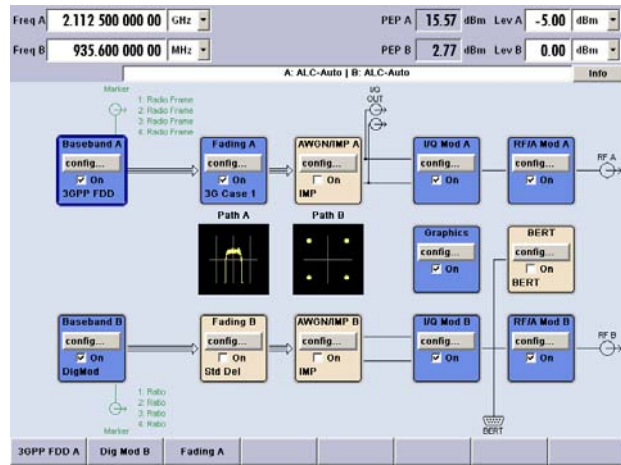 Freq A 2.112 500 000 00 GHz PEP A 15.57 dBm Lev A -5.00 dBm
Freq B 935.600 000 00 MHz PEP B 2.77 dBm Lev B 0.00 dBm
A: ALC-Auto | B: ALC-Auto Info
Marker
1: Radio Frame
2: Radio Frame
3: Radio Frame
4: Radio Frame
I/Q
OUT
Baseband A Fading A AWGN/IMP A I/Q Mod A RF/A Mod A
config... config... config... config... config...
RF A
On On On On On
3GPP FDD 3G Case 1 IMP
Path A Path B
Graphics BERT
config... config...
On On
BERT
Baseband B Fading B AWGN/IMP B I/Q Mod B RF/A Mod B
config... config... config... config... config...
RF B
On On On On On
DigMod Std Del IMP
1. Ratio
2. Ratio
3. Ratio
4. Ratio
Marker
BERT
3GPP FDD A Dig Mod B Fading A